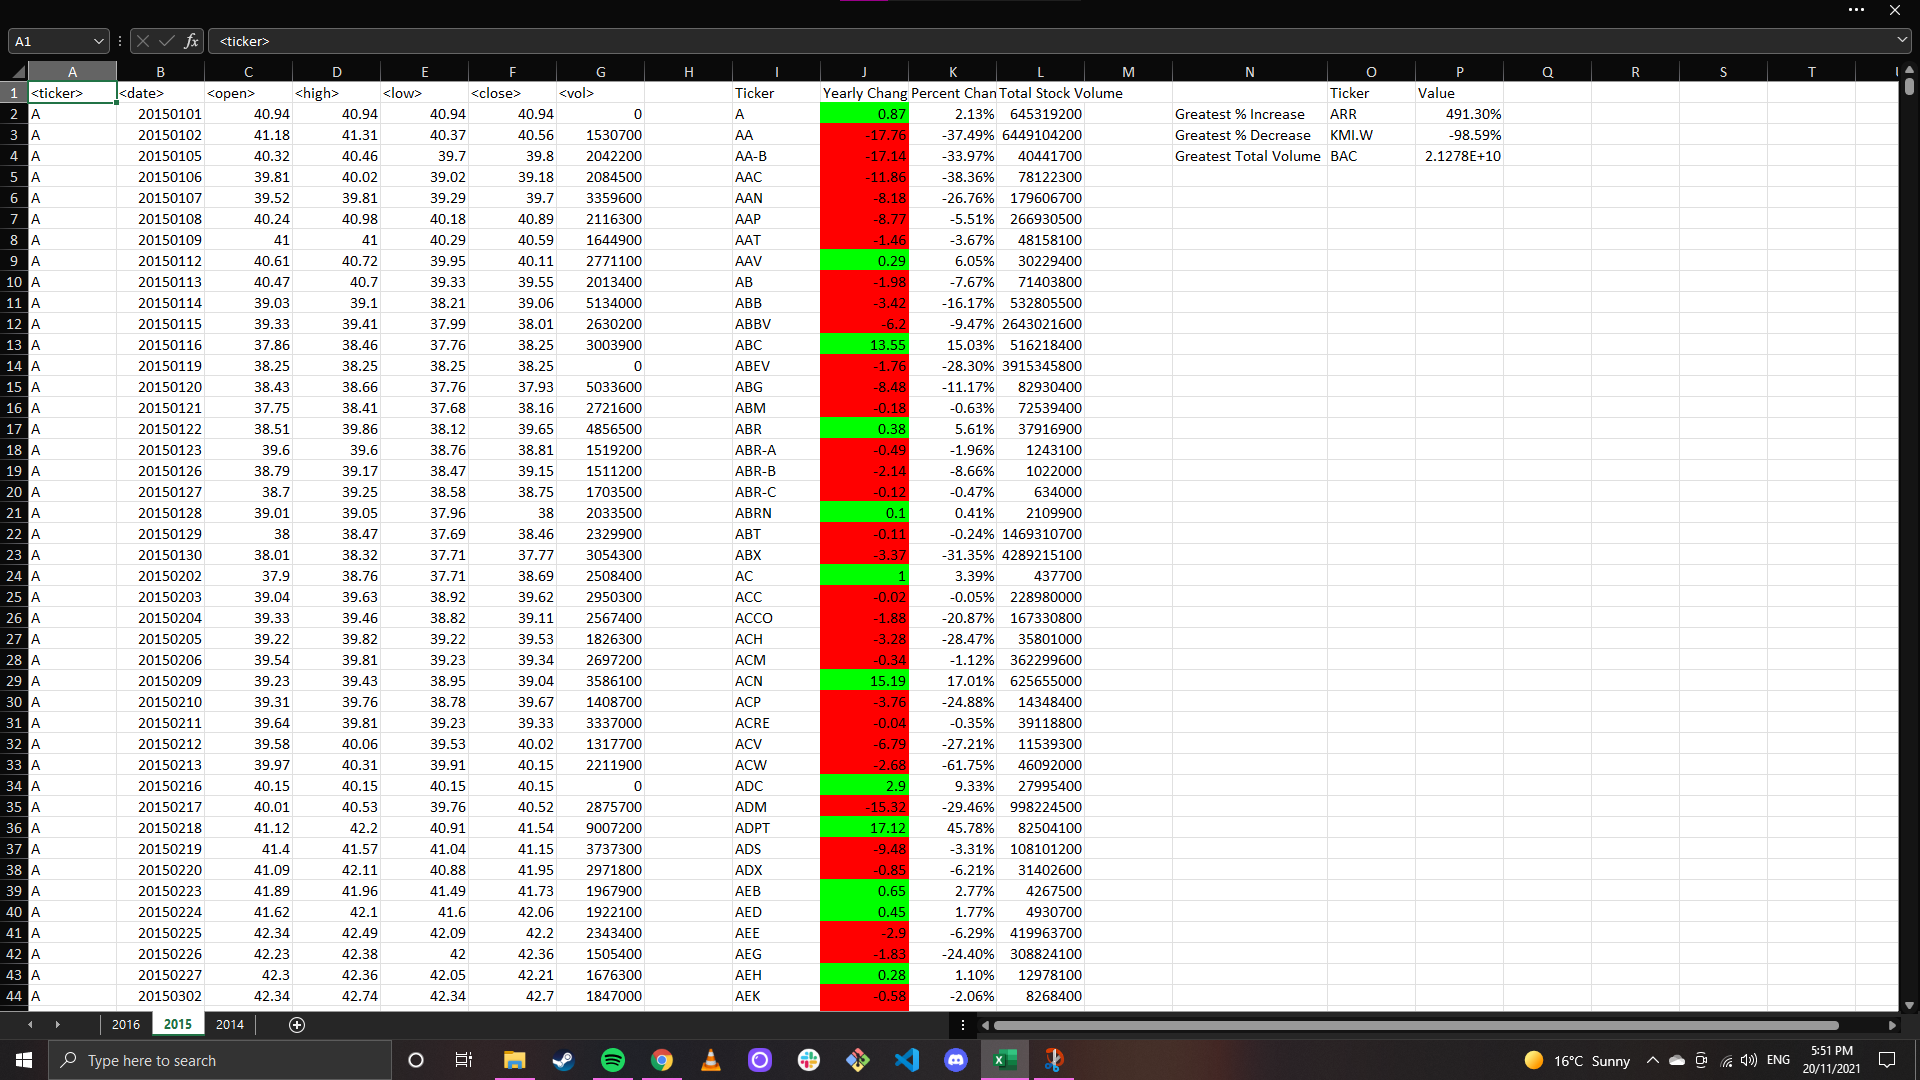 A1 fx <ticker>
A B C D E F G H I J K L M N O P Q R S T U
1 <ticker> <date> <open> <high> <low> <close> <vol> Ticker Yearly Chang Percent Chan Total Stock Volume Ticker Value
2 A 20150101 40.94 40.94 40.94 40.94 0 A 0.87 2.13% 645319200 Greatest % Increase ARR 491.30%
3 A 20150102 41.18 41.31 40.37 40.56 1530700 AA -17.76 -37.49% 6449104200 Greatest % Decrease KMI.W -98.59%
4 A 20150105 40.32 40.46 39.7 39.8 2042200 AA-B -17.14 -33.97% 40441700 Greatest Total Volume BAC 2.1278E+10
5 A 20150106 39.81 40.02 39.02 39.18 2084500 AAC -11.86 -38.36% 78122300
6 A 20150107 39.52 39.81 39.29 39.7 3359600 AAN -8.18 -26.76% 179606700
7 A 20150108 40.24 40.98 40.18 40.89 2116300 AAP -8.77 -5.51% 266930500
8 A 20150109 41 41 40.29 40.59 1644900 AAT -1.46 -3.67% 48158100
9 A 20150112 40.61 40.72 39.95 40.11 2771100 AAV 0.29 6.05% 30229400
10 A 20150113 40.47 40.7 39.33 39.55 2013400 AB -1.98 -7.67% 71403800
11 A 20150114 39.03 39.1 38.21 39.06 5134000 ABB -3.42 -16.17% 532805500
12 A 20150115 39.33 39.41 37.99 38.01 2630200 ABBV -6.2 -9.47% 2643021600
13 A 20150116 37.86 38.46 37.76 38.25 3003900 ABC 13.55 15.03% 516218400
14 A 20150119 38.25 38.25 38.25 38.25 0 ABEV -1.76 -28.30% 3915345800
15 A 20150120 38.43 38.66 37.76 37.93 5033600 ABG -8.48 -11.17% 82930400
16 A 20150121 37.75 38.41 37.68 38.16 2721600 ABM -0.18 -0.63% 72539400
17 A 20150122 38.51 39.86 38.12 39.65 4856500 ABR 0.38 5.61% 37916900
18 A 20150123 39.6 39.6 38.76 38.81 1519200 ABR-A -0.49 -1.96% 1243100
19 A 20150126 38.79 39.17 38.47 39.15 1511200 ABR-B -2.14 -8.66% 1022000
20 A 20150127 38.7 39.25 38.58 38.75 1703500 ABR-C -0.12 -0.47% 634000
21 A 20150128 39.01 39.05 37.96 38 2033500 ABRN 0.1 0.41% 2109900
22 A 20150129 38 38.47 37.69 38.46 2329900 ABT -0.11 -0.24% 1469310700
23 A 20150130 38.01 38.32 37.71 37.77 3054300 ABX -3.37 -31.35% 4289215100
24 A 20150202 37.9 38.76 37.71 38.69 2508400 AC 1 3.39% 437700
25 A 20150203 39.04 39.63 38.92 39.62 2950300 ACC -0.02 -0.05% 228980000
26 A 20150204 39.33 39.46 38.82 39.11 2567400 ACCO -1.88 -20.87% 167330800
27 A 20150205 39.22 39.82 39.22 39.53 1826300 ACH -3.28 -28.47% 35801000
28 A 20150206 39.54 39.81 39.23 39.34 2697200 ACM -0.34 -1.12% 362299600
29 A 20150209 39.23 39.43 38.95 39.04 3586100 ACN 15.19 17.01% 625655000
30 A 20150210 39.31 39.76 38.78 39.67 1408700 ACP -3.76 -24.88% 14348400
31 A 20150211 39.64 39.81 39.23 39.33 3337000 ACRE -0.04 -0.35% 39118800
32 A 20150212 39.58 40.06 39.53 40.02 1317700 ACV -6.79 -27.21% 11539300
33 A 20150213 39.97 40.31 39.91 40.15 2211900 ACW -2.68 -61.75% 46092000
34 A 20150216 40.15 40.15 40.15 40.15 0 ADC 2.9 9.33% 27995400
35 A 20150217 40.01 40.53 39.76 40.52 2875700 ADM -15.32 -29.46% 998224500
36 A 20150218 41.12 42.2 40.91 41.54 9007200 ADPT 17.12 45.78% 82504100
37 A 20150219 41.4 41.57 41.04 41.15 3737300 ADS -9.48 -3.31% 108101200
38 A 20150220 41.09 42.11 40.88 41.95 2971800 ADX -0.85 -6.21% 31402600
39 A 20150223 41.89 41.96 41.49 41.73 1967900 AEB 0.65 2.77% 4267500
40 A 20150224 41.62 42.1 41.6 42.06 1922100 AED 0.45 1.77% 4930700
41 A 20150225 42.34 42.49 42.09 42.2 2343400 AEE -2.9 -6.29% 419963700
42 A 20150226 42.23 42.38 42 42.36 1505400 AEG -1.83 -24.40% 308824100
43 A 20150227 42.3 42.36 42.05 42.21 1676300 AEH 0.28 1.10% 12978100
44 A 20150302 42.34 42.74 42.34 42.7 1847000 AEK -0.58 -2.06% 8268400
2016 2015 2014
Type here to search 16°C Sunny ENG 5:51 PM
20/11/2021